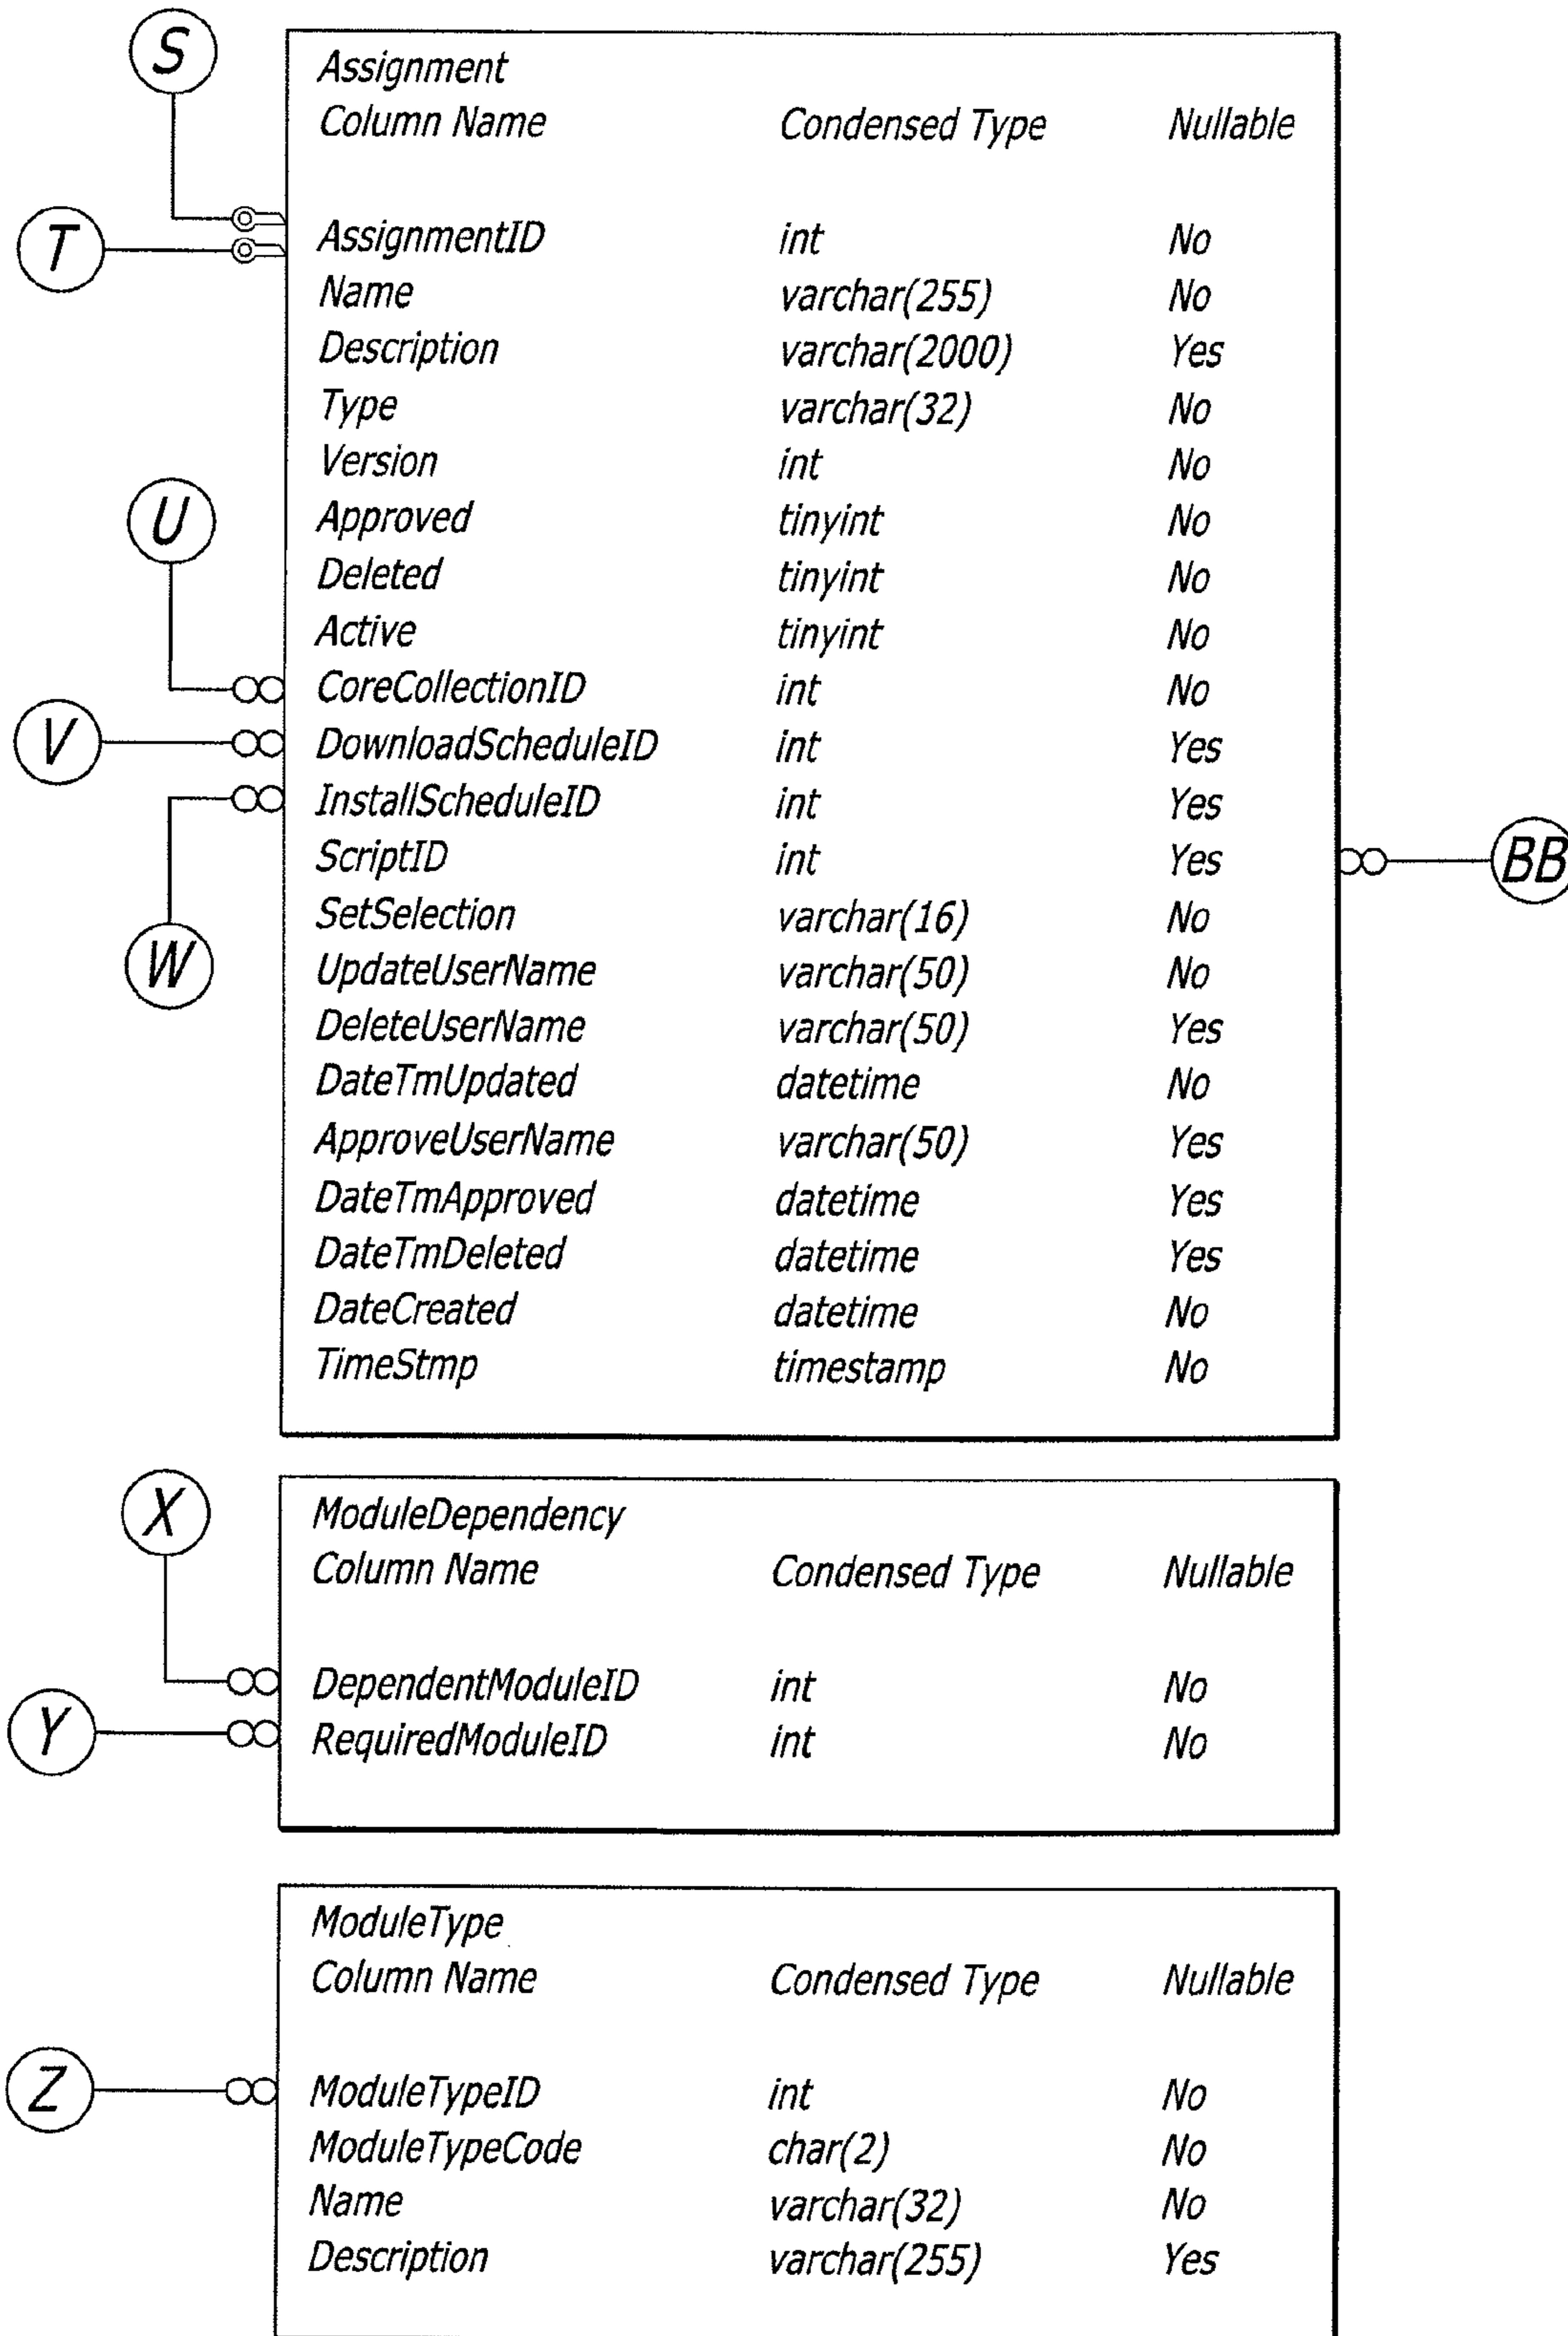 S
Assignment
Column Name Condensed Type Nullable
T
AssignmentID int No
Name varchar(255) No
Description varchar(2000) Yes
Type varchar(32) No
Version int No
U
Approved tinyint No
Deleted tinyint No
Active tinyint No
CoreCollectionID int No
V
DownloadScheduleID int Yes
InstallScheduleID int Yes
ScriptID int Yes
BB
SetSelection varchar(16) No
W
UpdateUserName varchar(50) No
DeleteUserName varchar(50) Yes
DateTmUpdated datetime No
ApproveUserName varchar(50) Yes
DateTmApproved datetime Yes
DateTmDeleted datetime Yes
DateCreated datetime No
TimeStmp timestamp No
X
ModuleDependency
Column Name Condensed Type Nullable
DependentModuleID int No
Y
RequiredModuleID int No
ModuleType
Column Name Condensed Type Nullable
Z
ModuleTypeID int No
ModuleTypeCode char(2) No
Name varchar(32) No
Description varchar(255) Yes